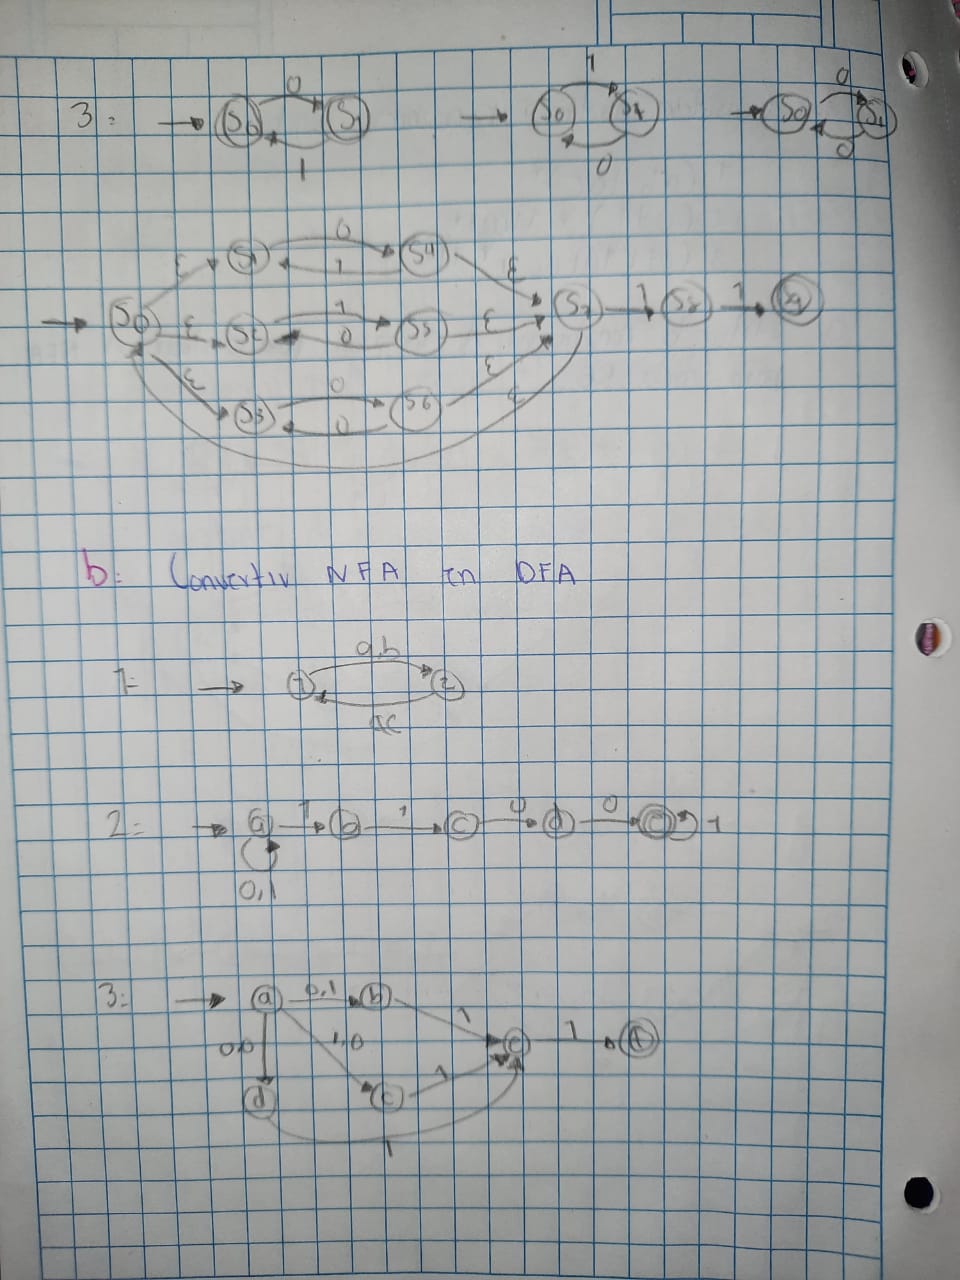 3:
0 1 0
S0 S1 S0 S1 S0 S1
1 0 0
0
S1 S4
ε 1 ε
1
S0 ε S2 S5 ε S7 1 S8 1 S9
0
ε 0 ε
S3 S6 ε
0
b: Convertir NFA en DFA
a,b
1= 1 2
2= a 1 b 1 c 0 d 0 e 1
0,1
3= a 0,1 b
1
1,0 e 1 f
1
d c
1